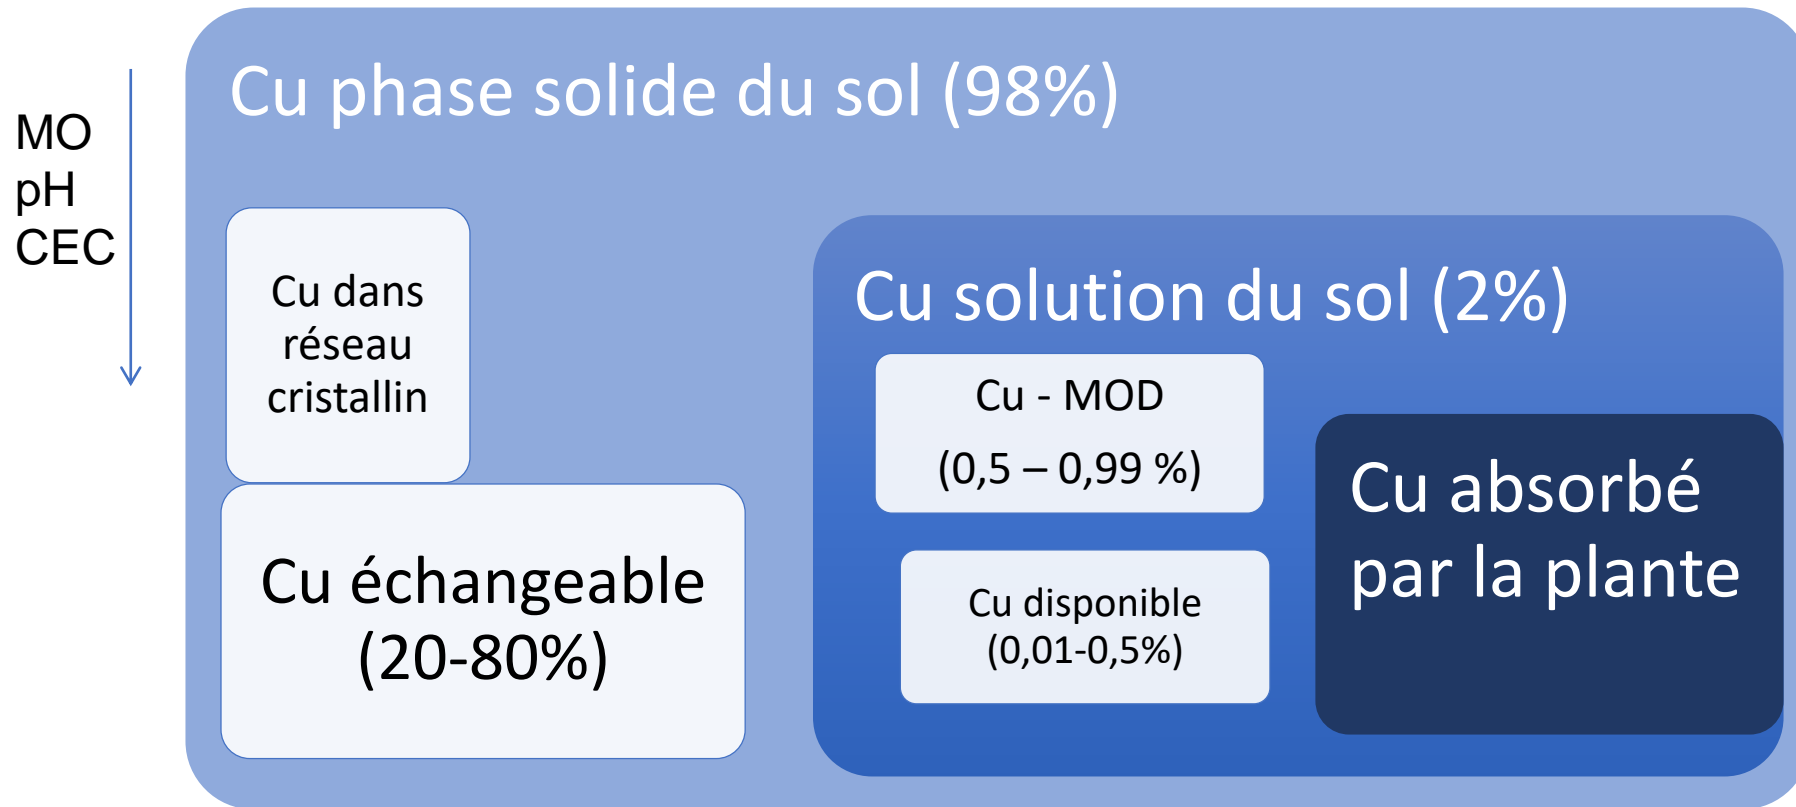 MO
pH
CEC
Cu phase solide du sol (98%)
Cu dans
réseau
cristallin
Cu échangeable
(20-80%)
Cu solution du sol (2%)
Cu - MOD
(0,5 – 0,99 %)
Cu disponible
(0,01-0,5%)
Cu absorbé
par la plante